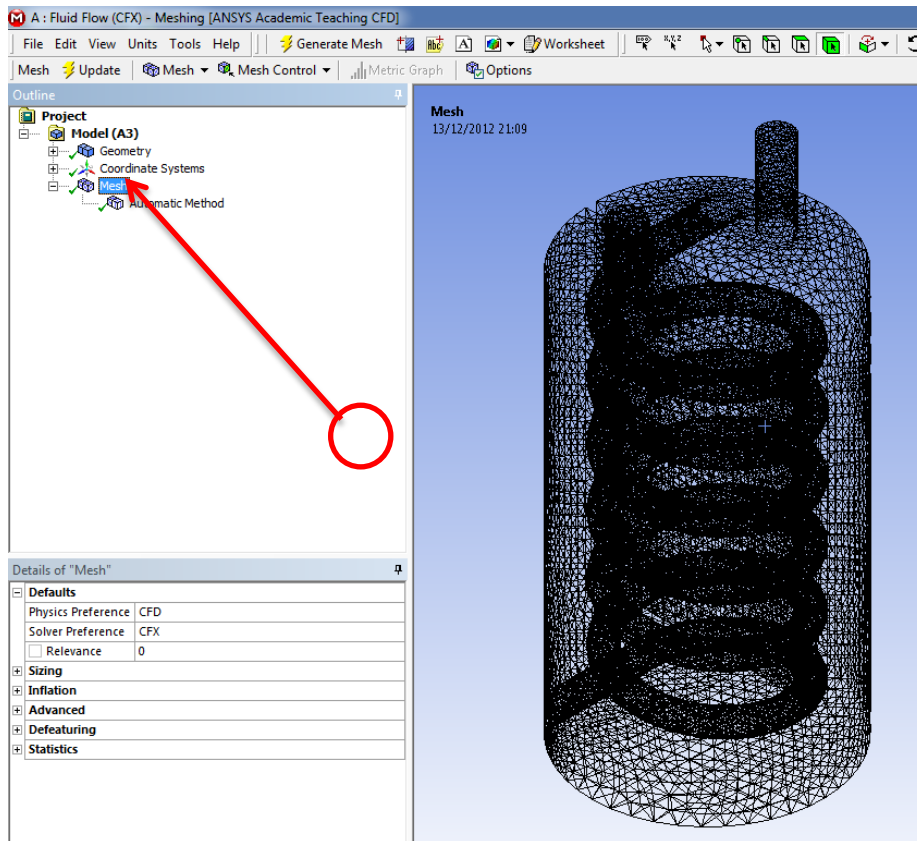 A : Fluid Flow (CFX) - Meshing [ANSYS Academic Teaching CFD]
File Edit View Units Tools Help Generate Mesh Abc A Worksheet X,Y,Z
Mesh Update Mesh Mesh Control Metric Graph Options
Outline
Project
Model (A3)
Geometry
Coordinate Systems
Mesh
Automatic Method
Mesh
13/12/2012 21:09
Details of "Mesh"
Defaults
Physics Preference CFD
Solver Preference CFX
Relevance 0
Sizing
Inflation
Advanced
Defeaturing
Statistics